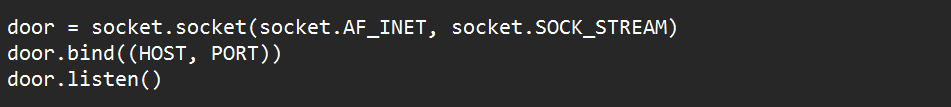 door = socket.socket(socket.AF_INET, socket.SOCK_STREAM)
door.bind((HOST, PORT))
door.listen()